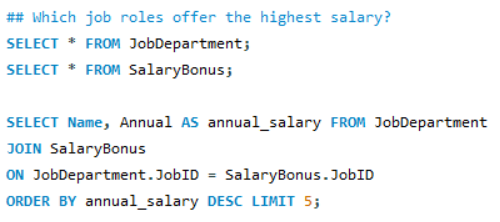 ## Which job roles offer the highest salary?
SELECT * FROM JobDepartment;
SELECT * FROM SalaryBonus;
SELECT Name, Annual AS annual_salary FROM JobDepartment
JOIN SalaryBonus
ON JobDepartment.JobID = SalaryBonus.JobID
ORDER BY annual_salary DESC LIMIT 5;